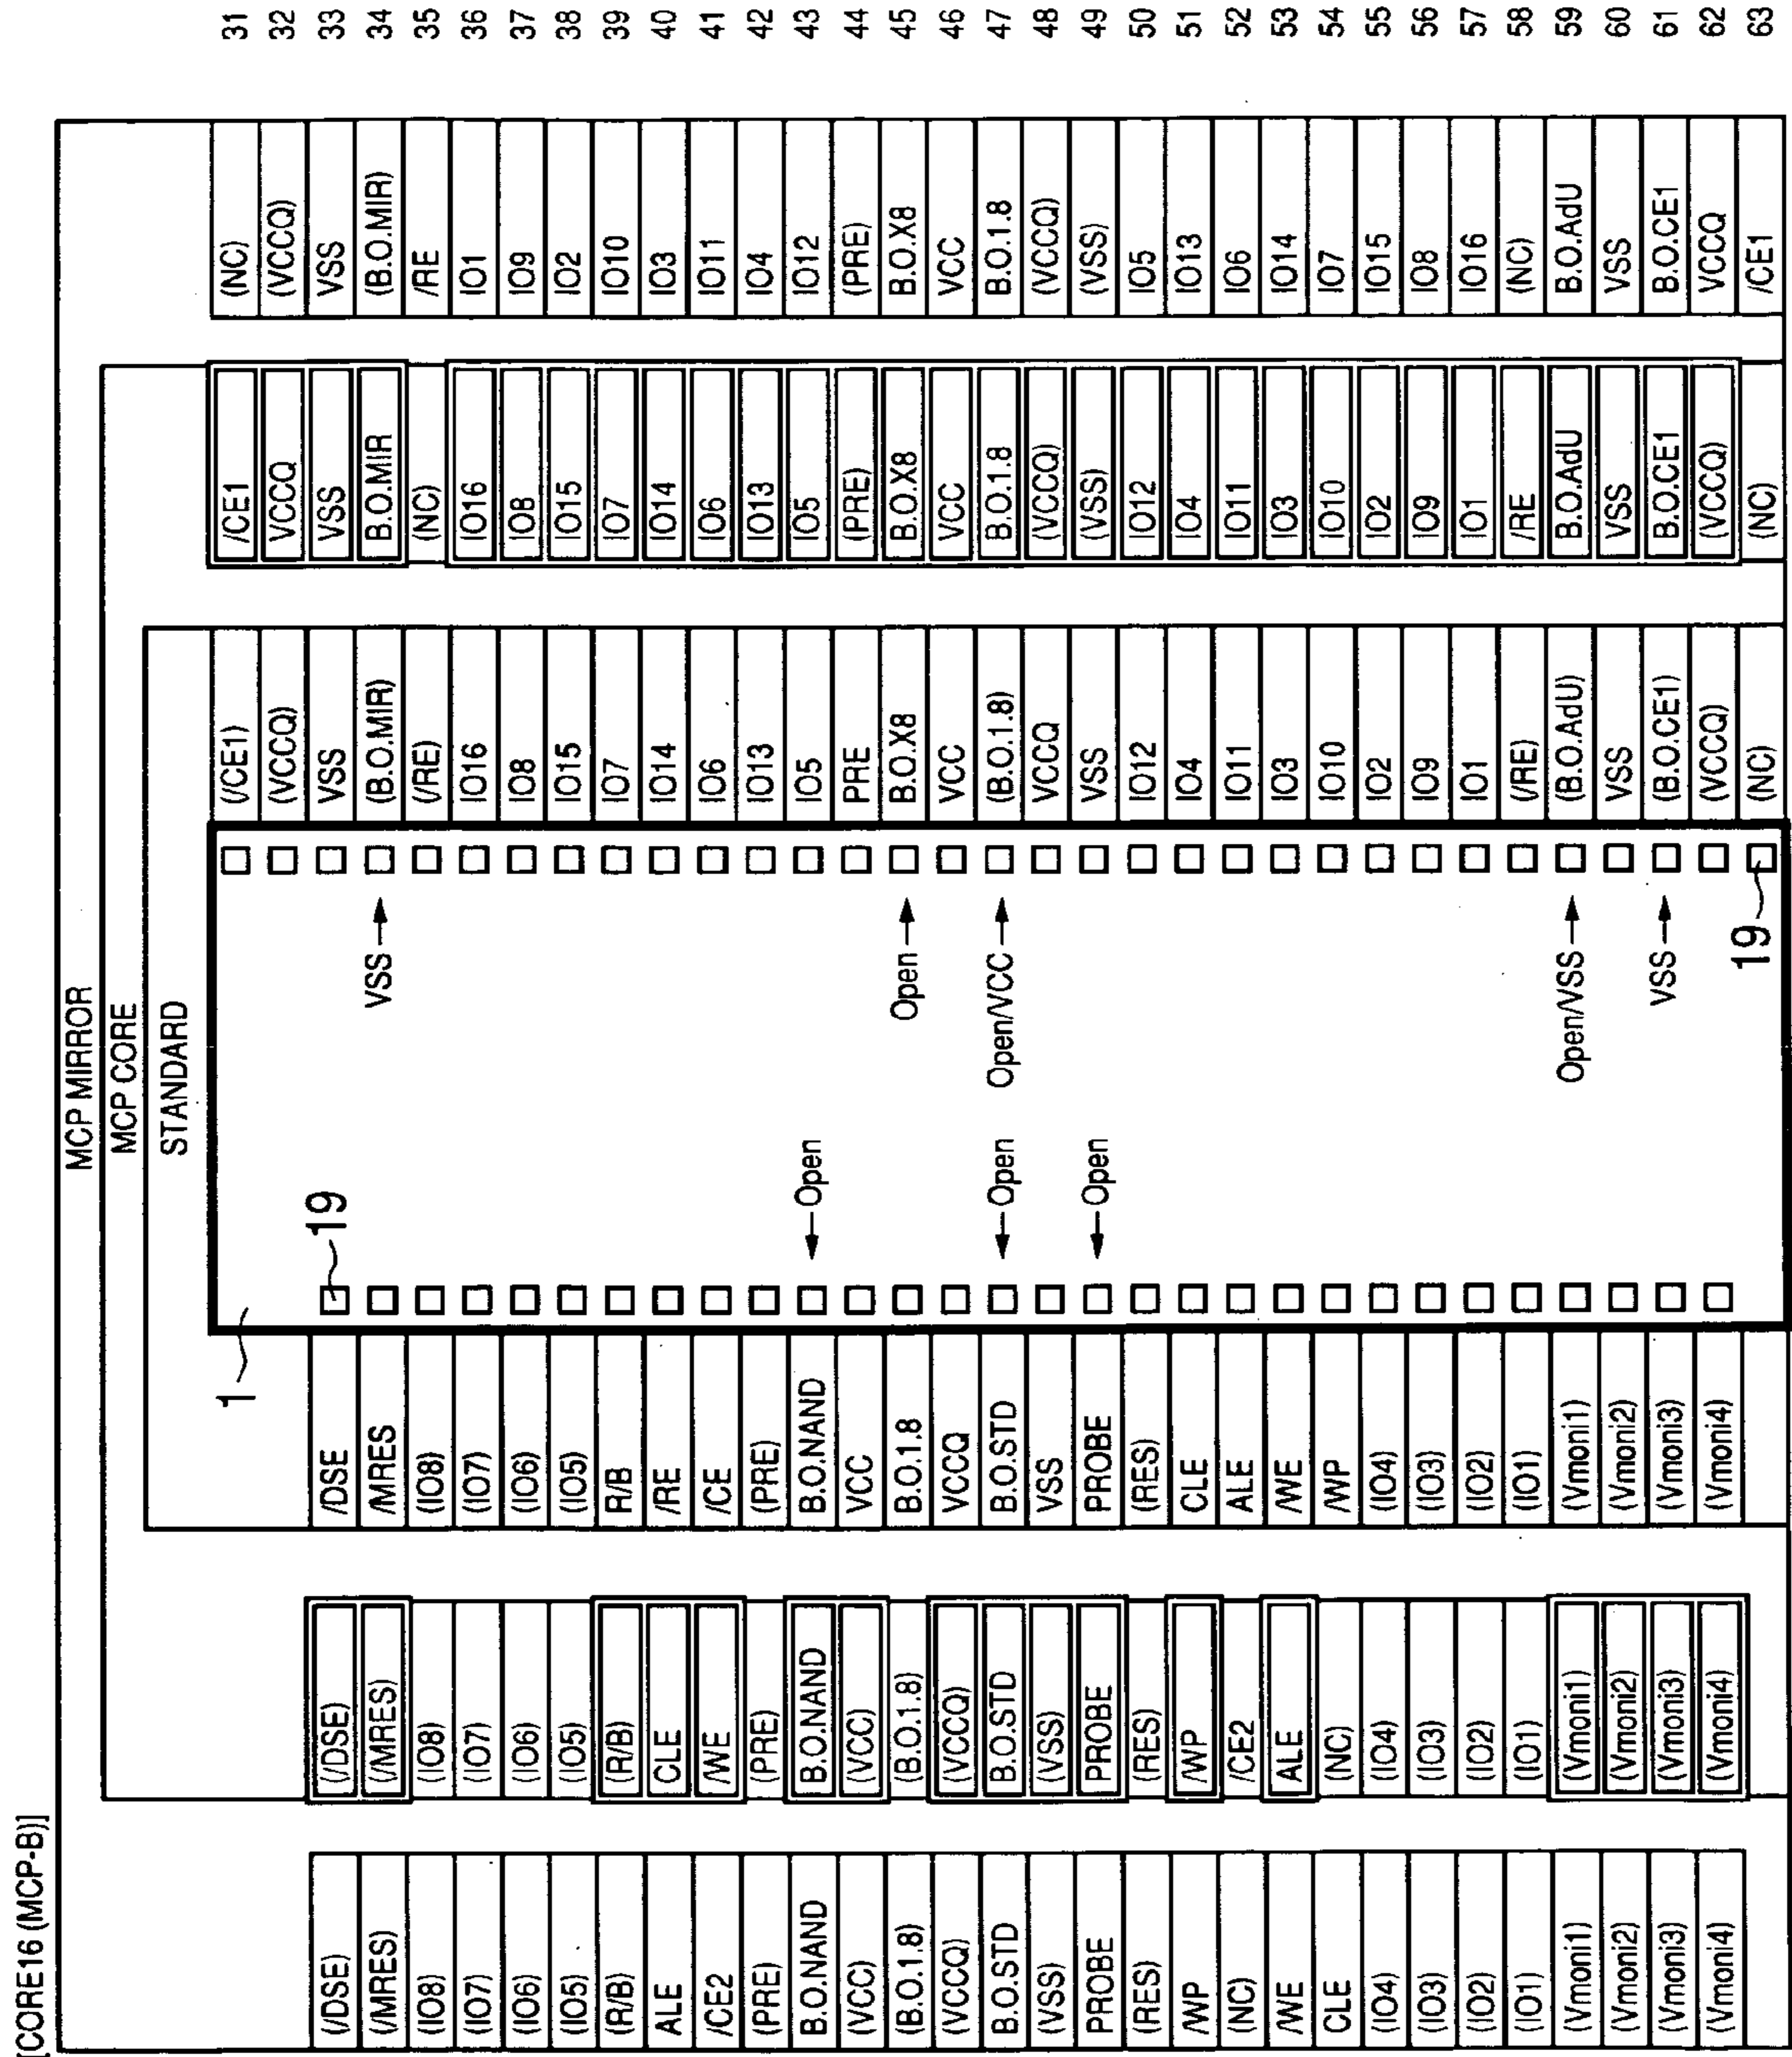 [CORE16 (MCP-B)]
MCP MIRROR
MCP CORE
STANDARD
1
(/CE1) /CE1 (NC) 31
(VCCQ) VCCQ (VCCQ) 32
(/DSE) (/DSE) /DSE 19 VSS VSS VSS 33
(/MRES) (/MRES) /MRES VSS (B.O.MIR) B.O.MIR (B.O.MIR) 34
(IO8) (IO8) (IO8) (/RE) (NC) /RE 35
(IO7) (IO7) (IO7) IO16 IO16 IO1 36
(IO6) (IO6) (IO6) IO8 IO8 IO9 37
(IO5) (IO5) (IO5) IO15 IO15 IO2 38
(R/B) (R/B) R/B IO7 IO7 IO10 39
ALE CLE /RE IO14 IO14 IO3 40
/CE2 /WE /CE IO6 IO6 IO11 41
(PRE) (PRE) (PRE) IO13 IO13 IO4 42
B.O.NAND B.O.NAND B.O.NAND Open IO5 IO5 IO12 43
(VCC) (VCC) VCC PRE (PRE) (PRE) 44
(B.O.1.8) (B.O.1.8) B.O.1.8 Open B.O.X8 B.O.X8 B.O.X8 45
(VCCQ) (VCCQ) VCCQ VCC VCC VCC 46
B.O.STD B.O.STD B.O.STD Open Open/VCC (B.O.1.8) B.O.1.8 B.O.1.8 47
(VSS) (VSS) VSS VCCQ (VCCQ) (VCCQ) 48
PROBE PROBE PROBE Open VSS (VSS) (VSS) 49
(RES) (RES) (RES) IO12 IO12 IO5 50
/WP /WP CLE IO4 IO4 IO13 51
(NC) /CE2 ALE IO11 IO11 IO6 52
/WE ALE /WE IO3 IO3 IO14 53
CLE (NC) /WP IO10 IO10 IO7 54
(IO4) (IO4) (IO4) IO2 IO2 IO15 55
(IO3) (IO3) (IO3) IO9 IO9 IO8 56
(IO2) (IO2) (IO2) IO1 IO1 IO16 57
(IO1) (IO1) (IO1) (/RE) /RE (NC) 58
(Vmoni1) (Vmoni1) (Vmoni1) Open/VSS (B.O.AdU) B.O.AdU B.O.AdU 59
(Vmoni2) (Vmoni2) (Vmoni2) VSS VSS VSS 60
(Vmoni3) (Vmoni3) (Vmoni3) VSS (B.O.CE1) B.O.CE1 B.O.CE1 61
(Vmoni4) (Vmoni4) (Vmoni4) (VCCQ) (VCCQ) VCCQ 62
19 (NC) (NC) /CE1 63